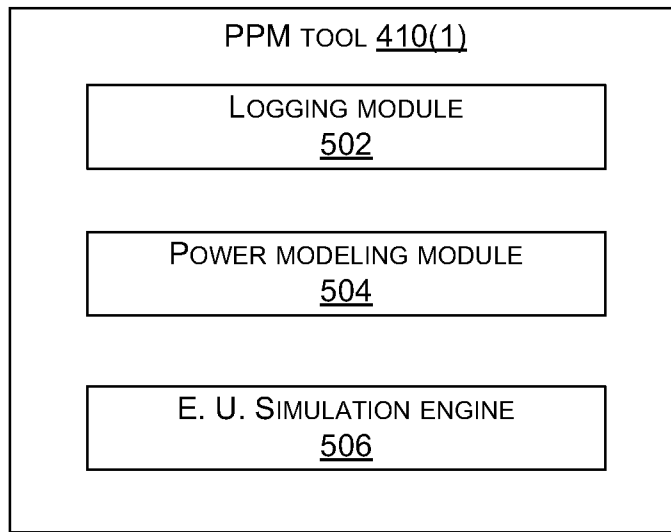 PPM TOOL 410(1)
LOGGING MODULE
502
POWER MODELING MODULE
504
E. U. SIMULATION ENGINE
506